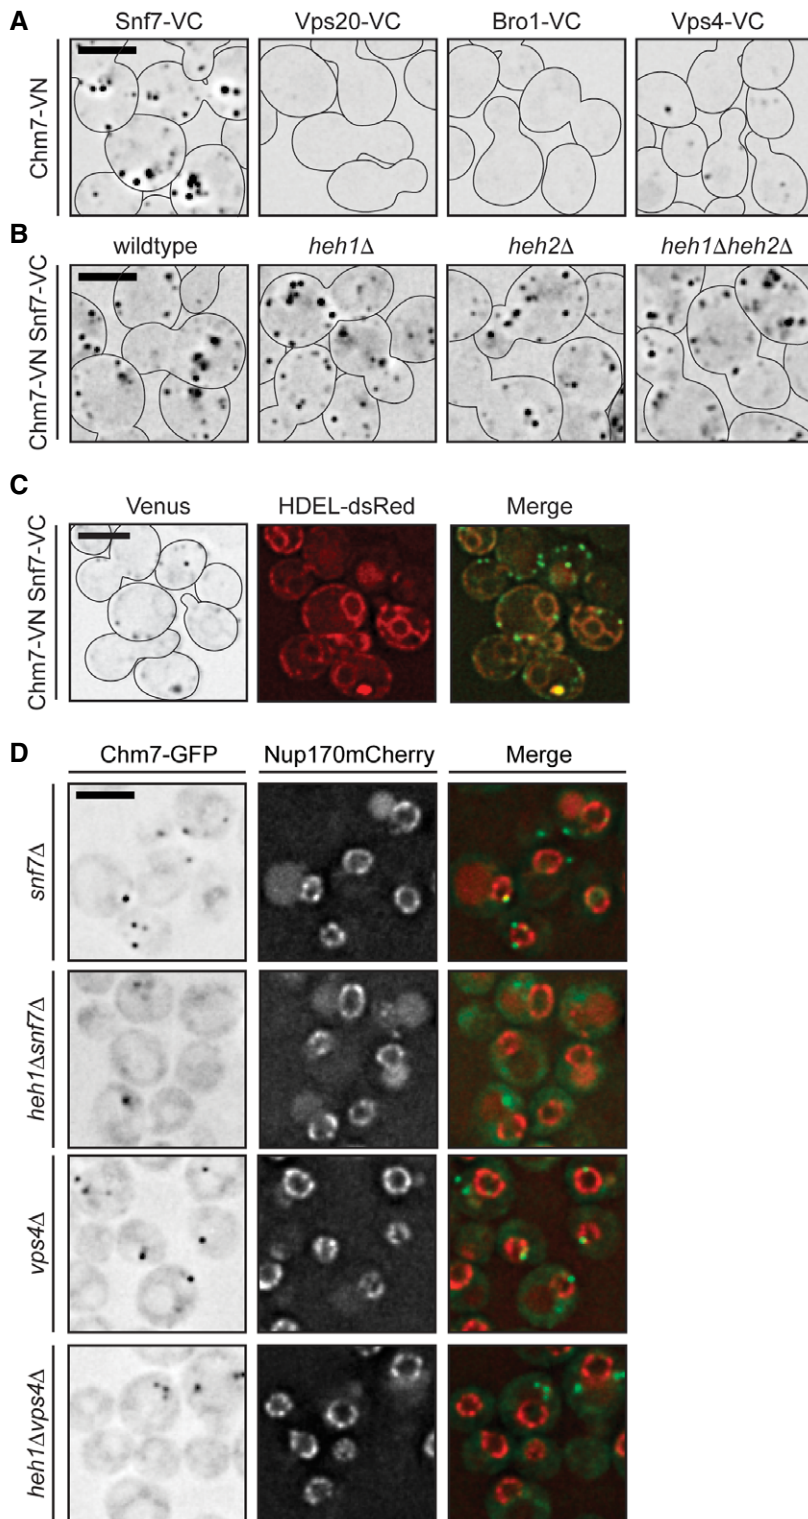 A
Snf7-VC Vps20-VC Bro1-VC Vps4-VC
Chm7-VN
B
wildtype heh1Δ heh2Δ heh1Δheh2Δ
Chm7-VN Snf7-VC
C
Venus HDEL-dsRed Merge
Chm7-VN Snf7-VC
D
Chm7-GFP Nup170mCherry Merge
snf7Δ
heh1Δsnf7Δ
vps4Δ
heh1Δvps4Δ